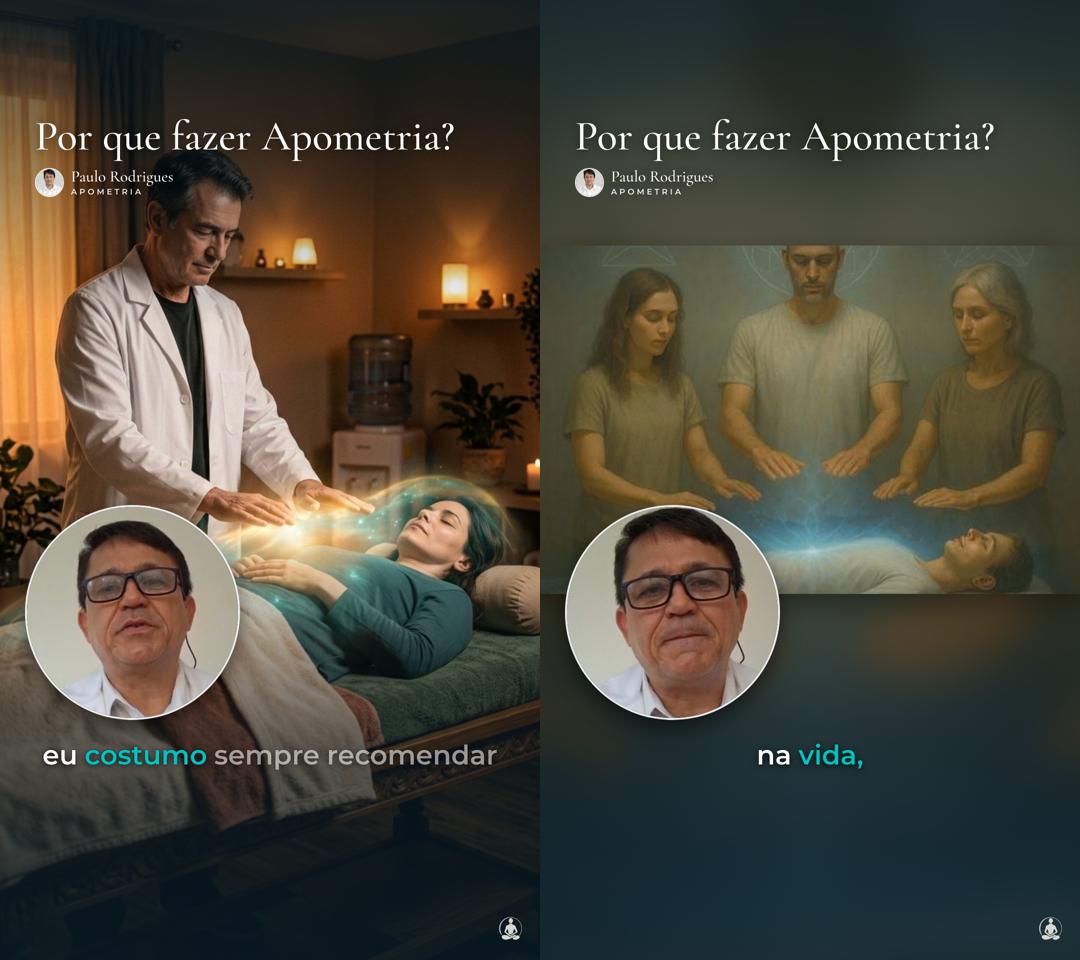 Por que fazer Apometria?
Paulo Rodrigues
APOMETRIA
eu costumo sempre recomendar
Por que fazer Apometria?
Paulo Rodrigues
APOMETRIA
na vida,